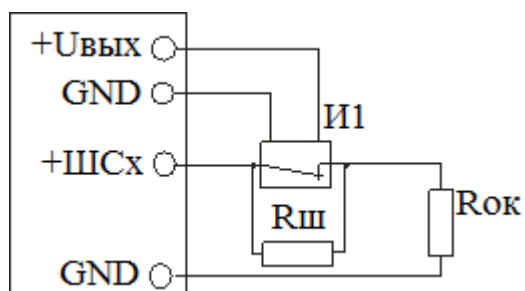 +Uвых
GND
И1
+ШСх
Rш
Rок
GND